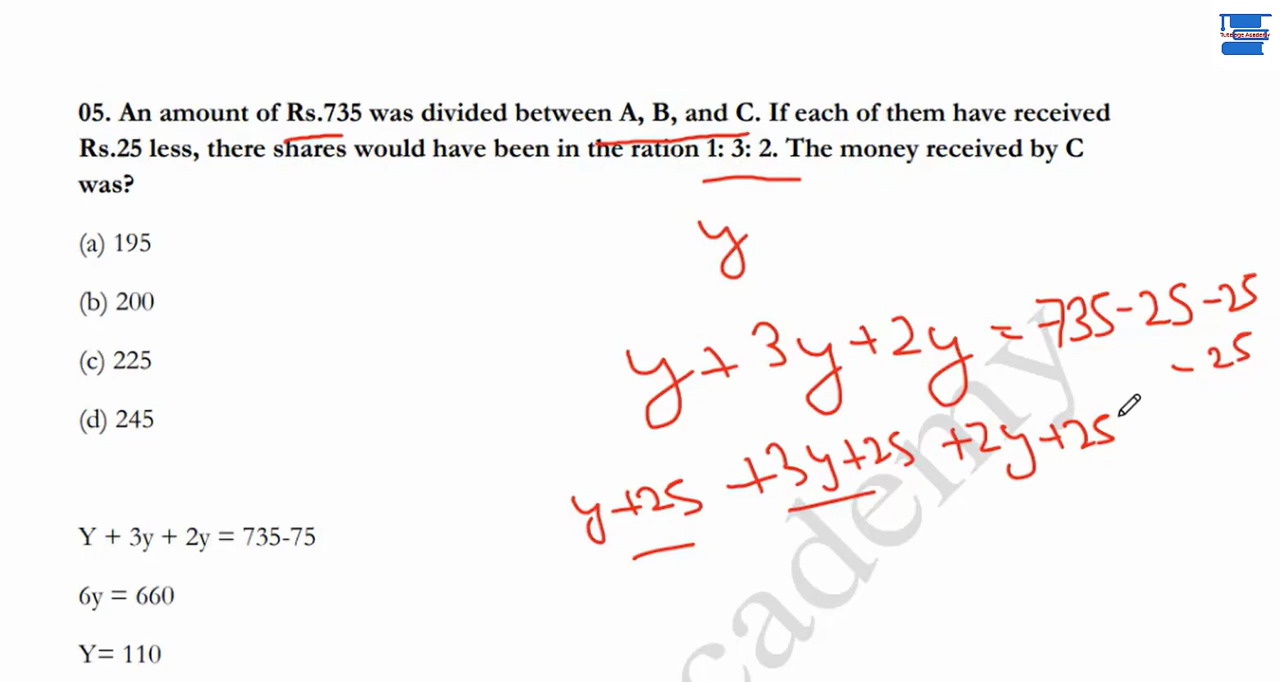 Tutelage Academy
05. An amount of Rs.735 was divided between A, B, and C. If each of them have received
Rs.25 less, there shares would have been in the ration 1: 3: 2. The money received by C
was?
(a) 195
(b) 200
(c) 225
(d) 245
y
y + 3y + 2y = 735 - 25 - 25
- 25
y + 25 + 3y + 25 + 2y + 25
Y + 3y + 2y = 735-75
6y = 660
Y= 110
cademy